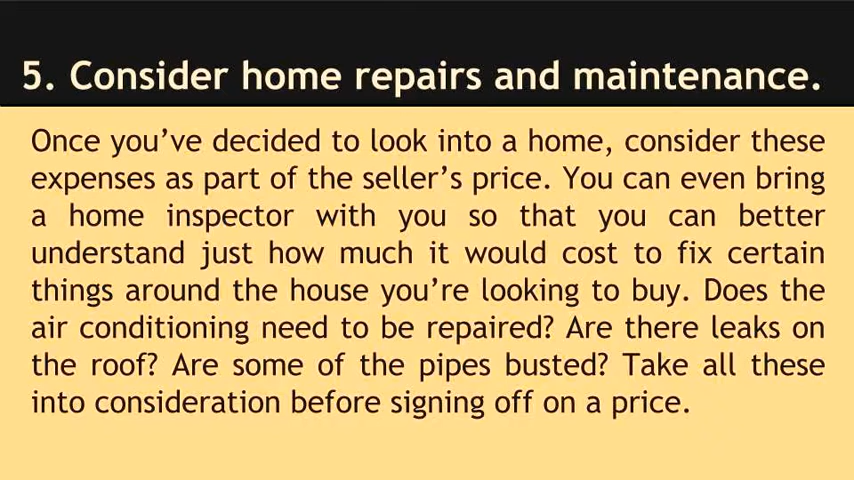 5. Consider home repairs and maintenance.
Once you’ve decided to look into a home, consider these
expenses as part of the seller’s price. You can even bring
a home inspector with you so that you can better
understand just how much it would cost to fix certain
things around the house you’re looking to buy. Does the
air conditioning need to be repaired? Are there leaks on
the roof? Are some of the pipes busted? Take all these
into consideration before signing off on a price.